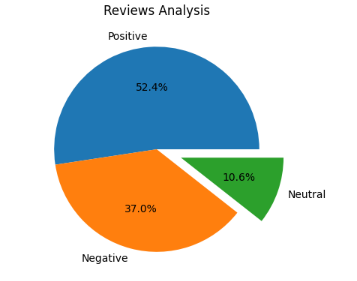 Reviews Analysis
Positive
52.4%
10.6%
Neutral
37.0%
Negative